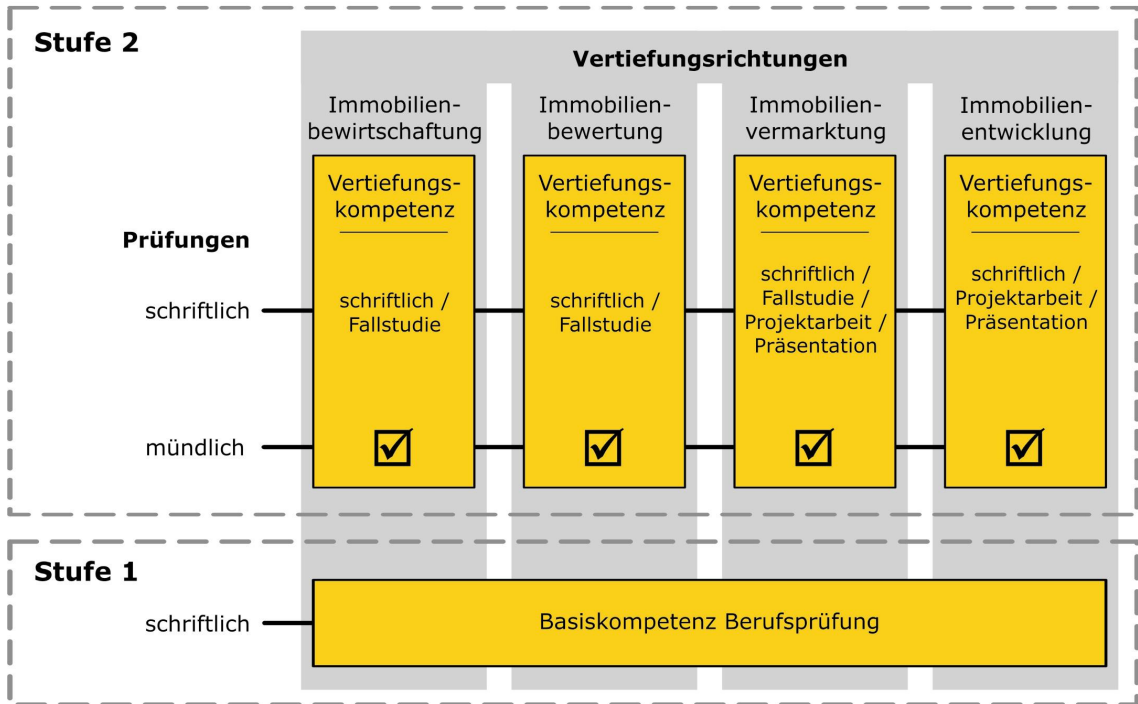 Stufe 2
Vertiefungsrichtungen
Immobilien-
bewirtschaftung
Immobilien-
bewertung
Immobilien-
vermarktung
Immobilien-
entwicklung
Vertiefungs-
kompetenz
Vertiefungs-
kompetenz
Vertiefungs-
kompetenz
Vertiefungs-
kompetenz
Prüfungen
schriftlich
schriftlich /
Fallstudie
schriftlich /
Fallstudie
schriftlich /
Fallstudie /
Projektarbeit /
Präsentation
schriftlich /
Projektarbeit /
Präsentation
mündlich
Stufe 1
schriftlich
Basiskompetenz Berufsprüfung